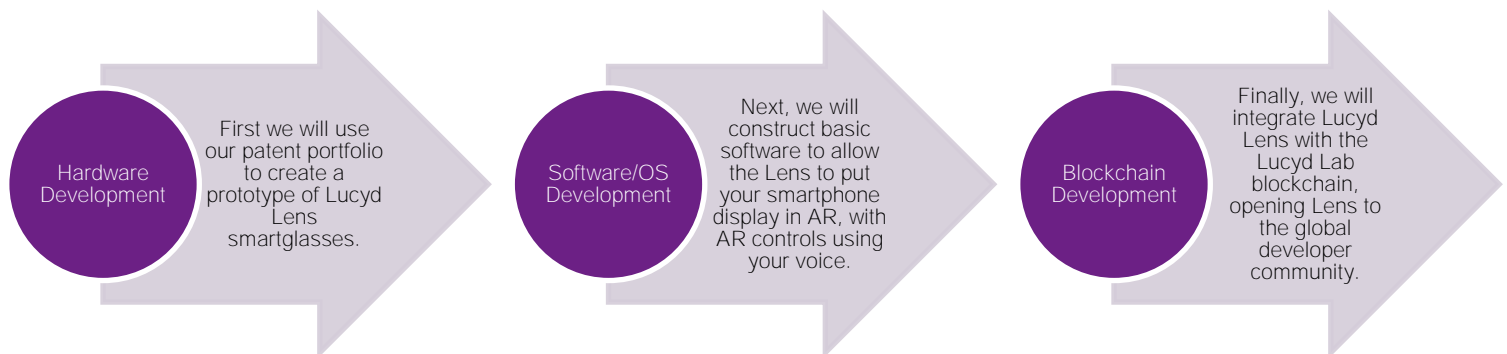 Hardware
Development
First we will use
our patent portfolio
to create a
prototype of Lucyd
Lens
smartglasses.
Software/OS
Development
Next, we will
construct basic
software to allow
the Lens to put
your smartphone
display in AR, with
AR controls using
your voice.
Blockchain
Development
Finally, we will
integrate Lucyd
Lens with the
Lucyd Lab
blockchain,
opening Lens to
the global
developer
community.